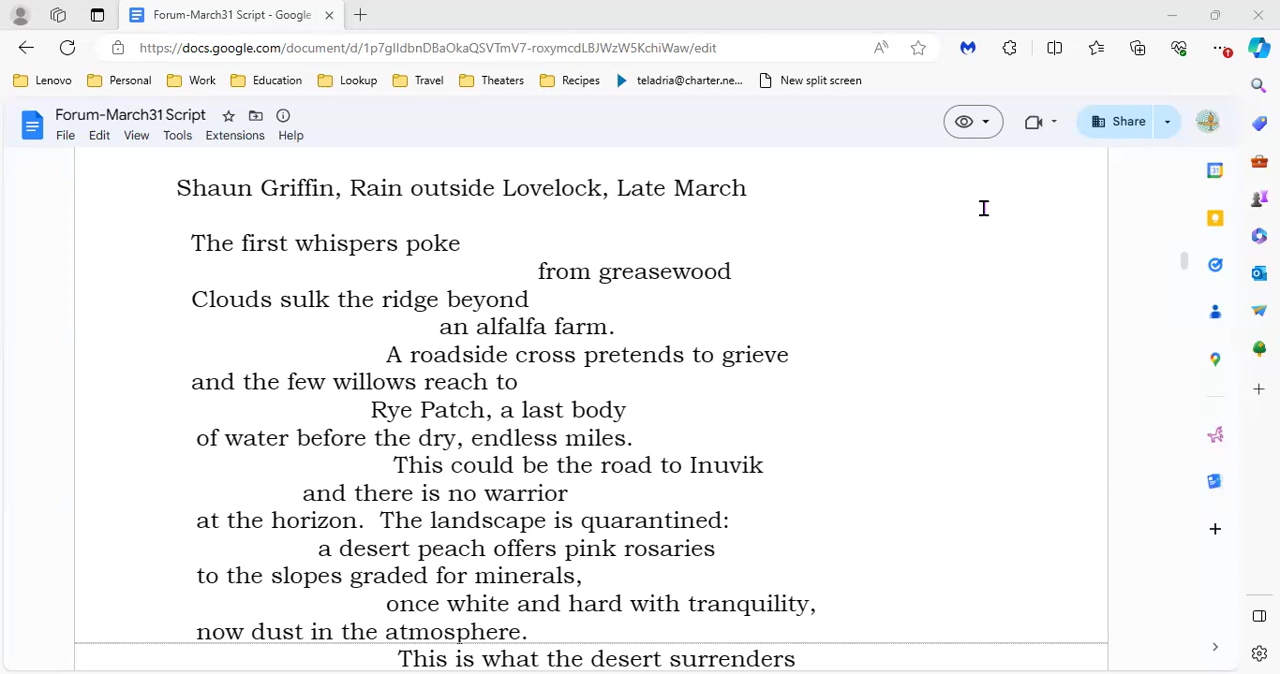 Forum-March31 Script - Google
https://docs.google.com/document/d/1p7glIdbnDBaOkaQSVTmV7-roxymcdLBJWzW5KchiWaw/edit
Lenovo Personal Work Education Lookup Travel Theaters Recipes teladria@charter.ne... New split screen
Forum-March31 Script
File Edit View Tools Extensions Help
Share
Shaun Griffin, Rain outside Lovelock, Late March
The first whispers poke
from greasewood
Clouds sulk the ridge beyond
an alfalfa farm.
A roadside cross pretends to grieve
and the few willows reach to
Rye Patch, a last body
of water before the dry, endless miles.
This could be the road to Inuvik
and there is no warrior
at the horizon.  The landscape is quarantined:
a desert peach offers pink rosaries
to the slopes graded for minerals,
once white and hard with tranquility,
now dust in the atmosphere.
This is what the desert surrenders